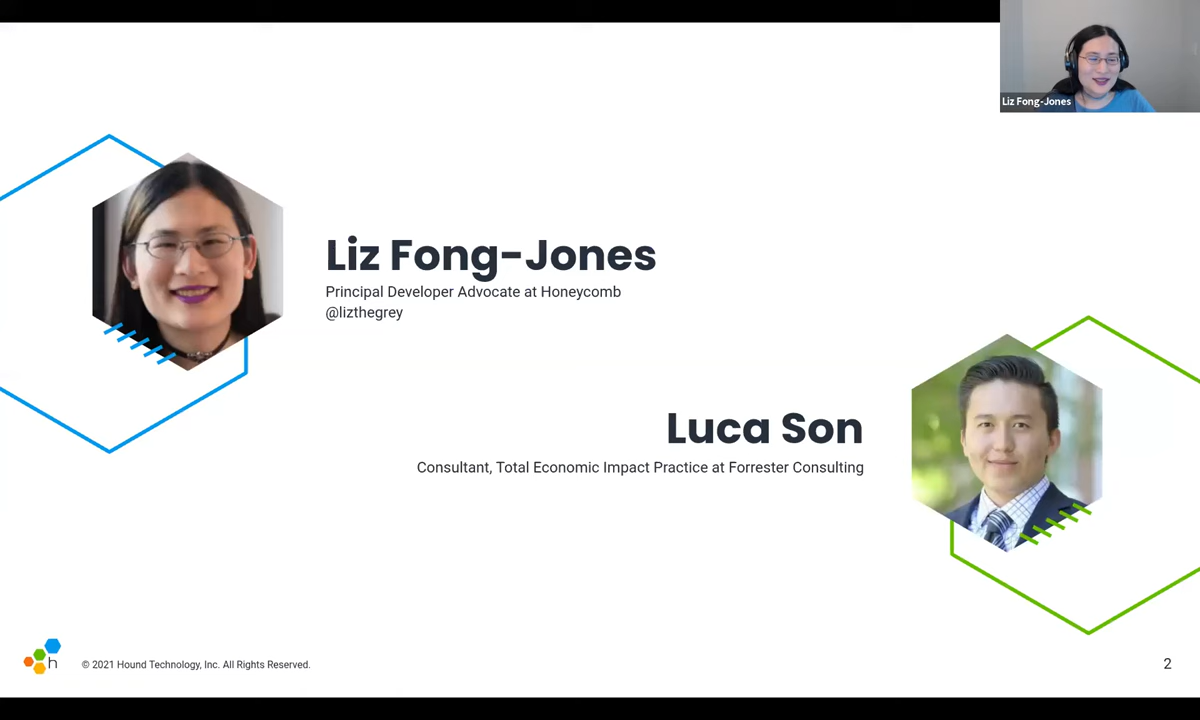 Liz Fong-Jones
Liz Fong-Jones
Principal Developer Advocate at Honeycomb
@lizthegrey
Luca Son
Consultant, Total Economic Impact Practice at Forrester Consulting
h
© 2021 Hound Technology, Inc. All Rights Reserved.
2